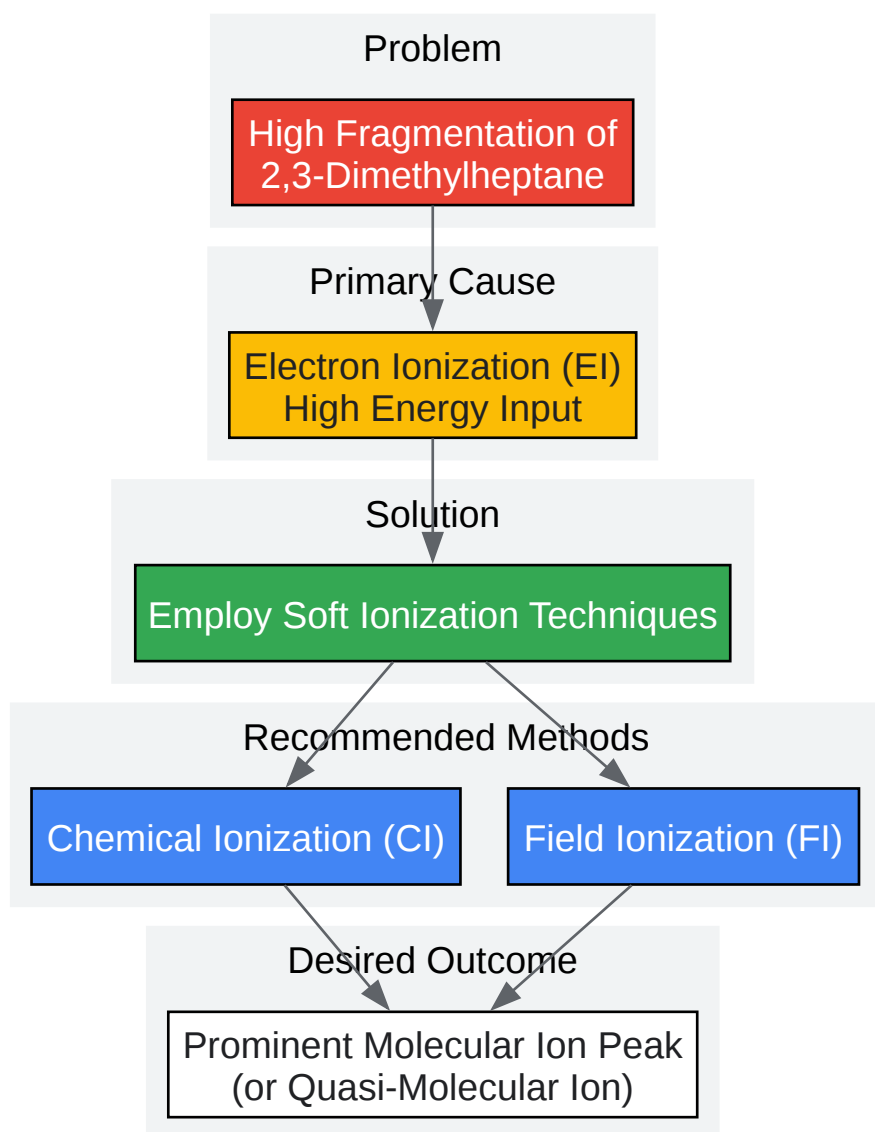 Problem
High Fragmentation of
2,3-Dimethylheptane
Primary Cause
Electron Ionization (EI)
High Energy Input
Solution
Employ Soft Ionization Techniques
Recommended Methods
Chemical Ionization (CI)
Field Ionization (FI)
Desired Outcome
Prominent Molecular Ion Peak
(or Quasi-Molecular Ion)